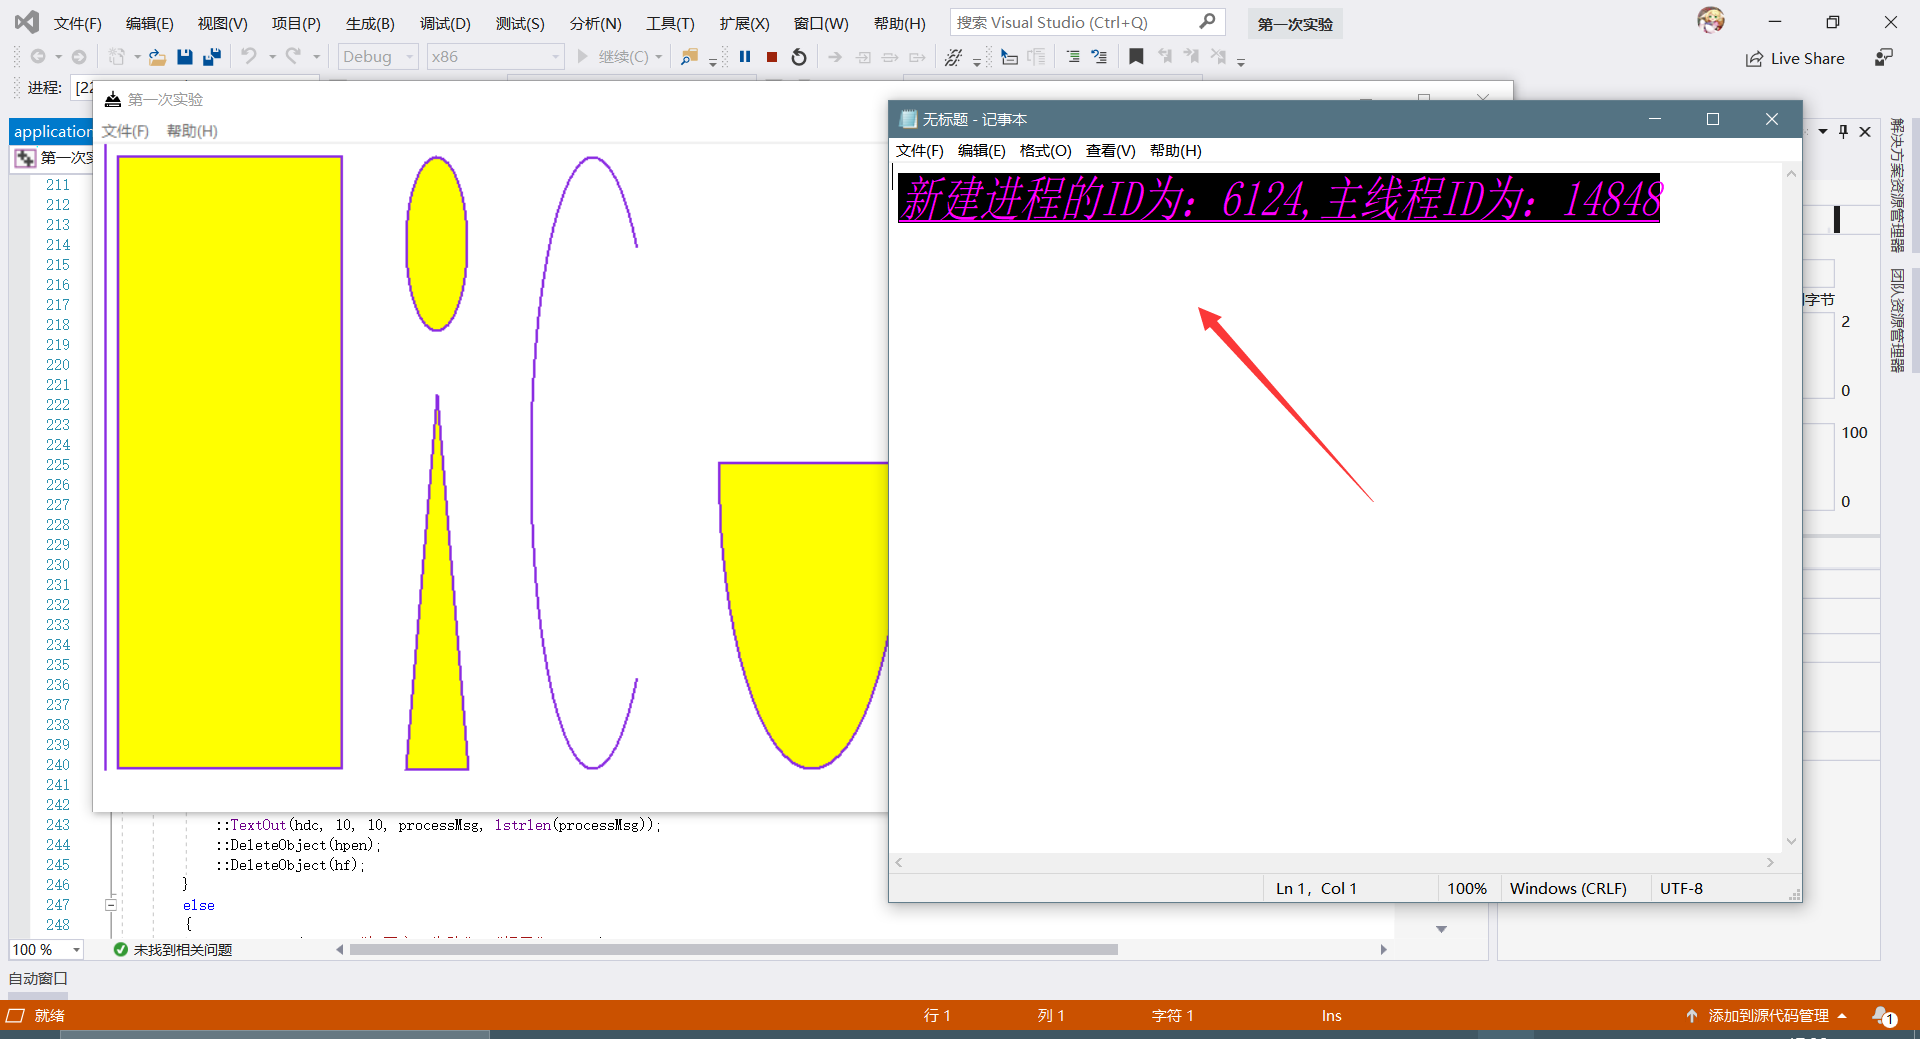 文件(F) 编辑(E) 视图(V) 项目(P) 生成(B) 调试(D) 测试(S) 分析(N) 工具(T) 扩展(X) 窗口(W) 帮助(H) 搜索 Visual Studio (Ctrl+Q) 第一次实验
Debug x86 继续(C) Live Share
进程: [22
第一次实验
application 文件(F) 帮助(H)
第一次实
无标题 - 记事本
文件(F) 编辑(E) 格式(O) 查看(V) 帮助(H)
新建进程的ID为：6124,主线程ID为：14848
解决方案资源管理器
团队资源管理器
字节
2
0
100
0
211
212
213
214
215
216
217
218
219
220
221
222
223
224
225
226
227
228
229
230
231
232
233
234
235
236
237
238
239
240
241
242
243 ::TextOut(hdc, 10, 10, processMsg, lstrlen(processMsg));
244 ::DeleteObject(hpen);
245 ::DeleteObject(hf);
246 }
247 else
248 {
Ln 1, Col 1 100% Windows (CRLF) UTF-8
100 % 未找到相关问题
自动窗口
就绪 行 1 列 1 字符 1 Ins 添加到源代码管理 1